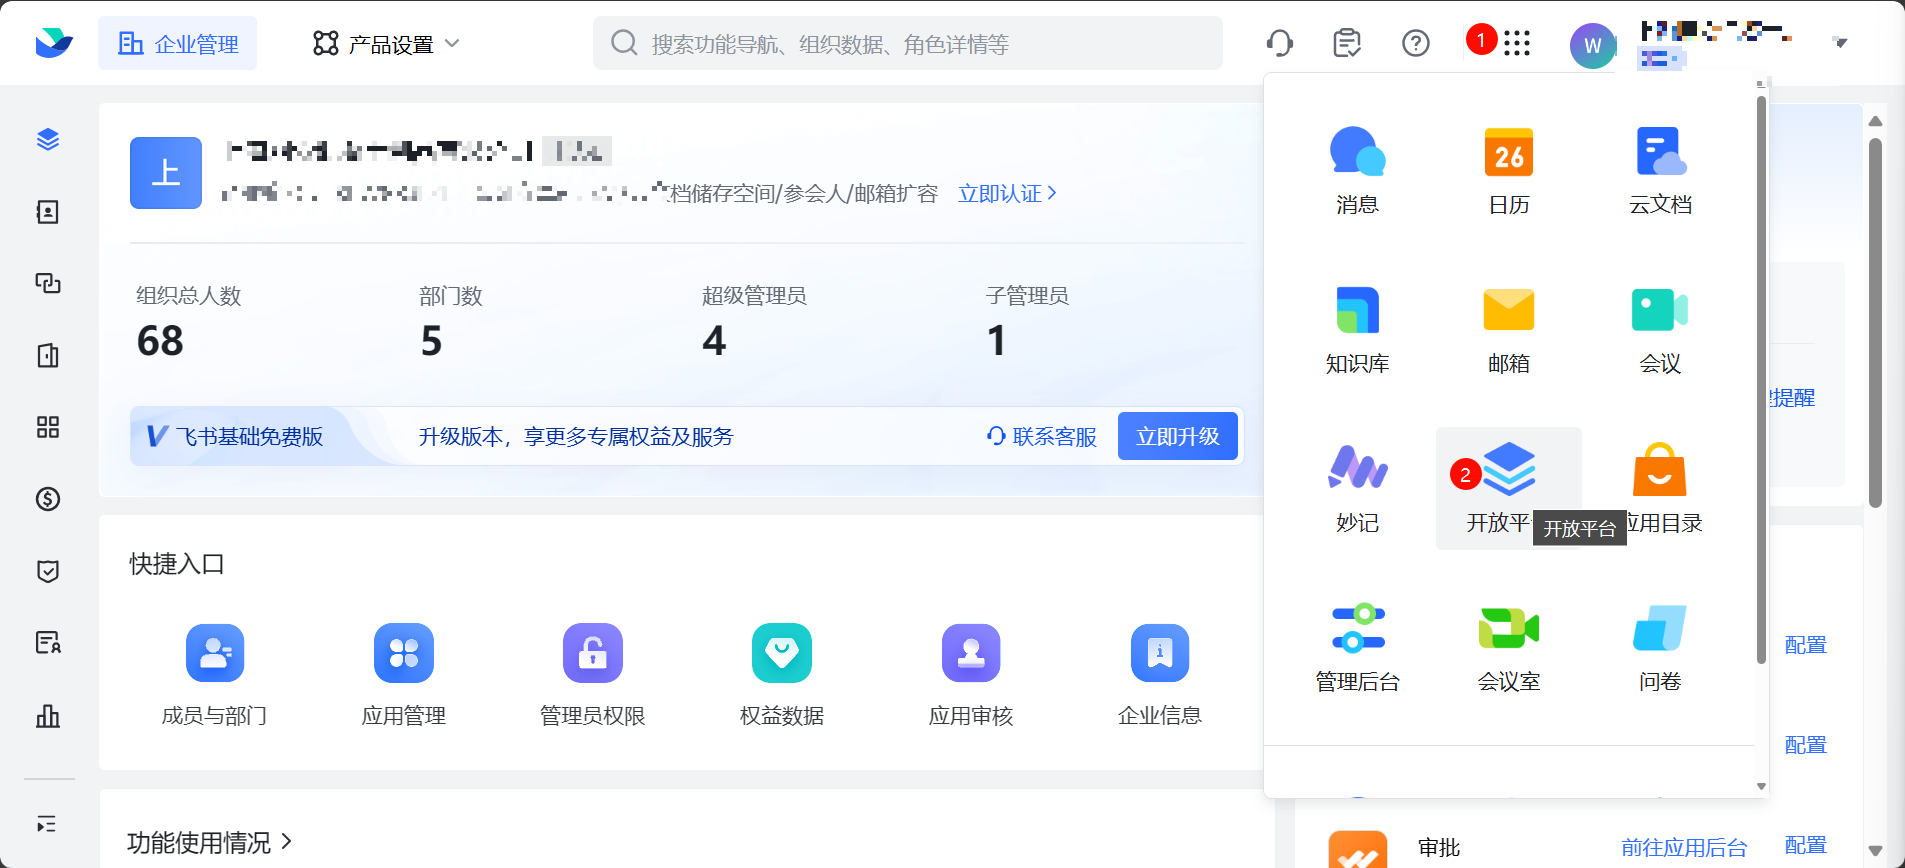 企业管理
产品设置
搜索功能导航、组织数据、角色详情等
1
W
上
档储存空间/参会人/邮箱扩容 立即认证
组织总人数
68
部门数
5
超级管理员
4
子管理员
1
飞书基础免费版
升级版本，享更多专属权益及服务
联系客服
立即升级
快捷入口
成员与部门
应用管理
管理员权限
权益数据
应用审核
企业信息
功能使用情况
消息
26
日历
云文档
知识库
邮箱
会议
妙记
2
开放平
开放平台
应用目录
管理后台
会议室
问卷
提醒
配置
配置
审批
前往应用后台
配置